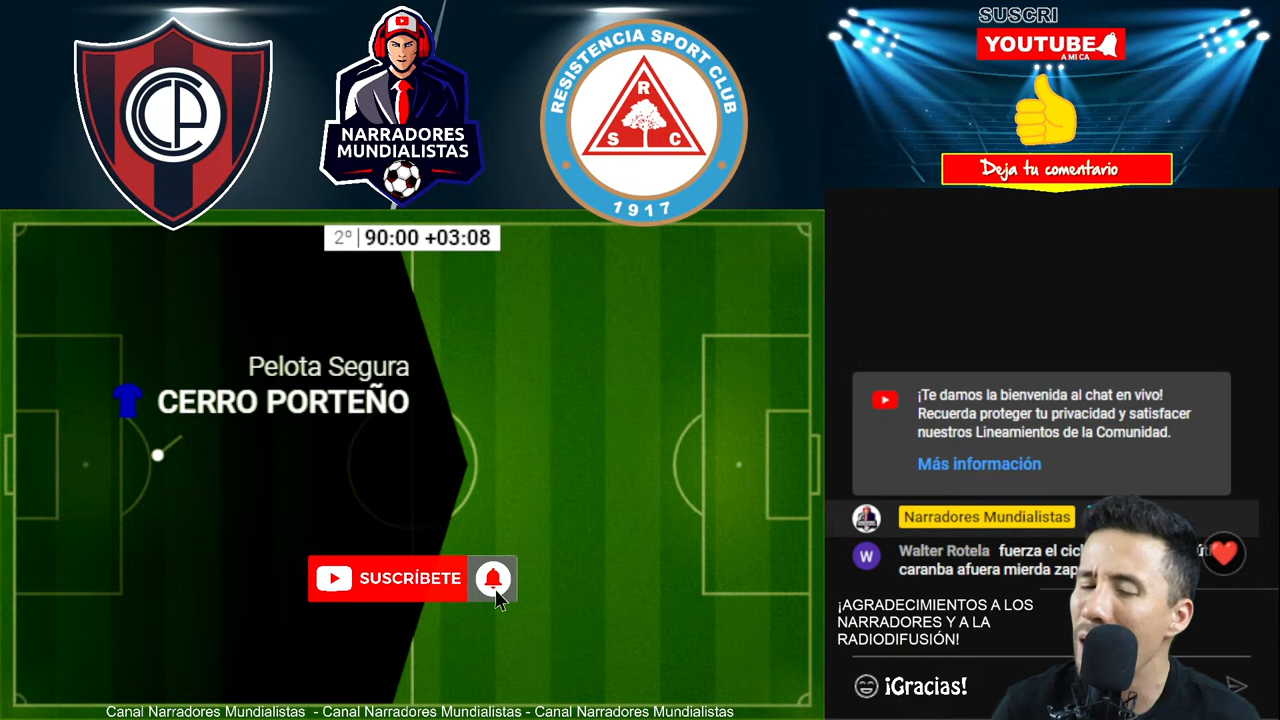 CP
NARRADORES
MUNDIALISTAS
RESISTENCIA SPORT CLUB
R
S C
1917
SUSCRI
YOUTUBE
A MI CA
Deja tu comentario
2º | 90:00 +03:08
Pelota Segura
CERRO PORTEÑO
SUSCRÍBETE
¡Te damos la bienvenida al chat en vivo!
Recuerda proteger tu privacidad y satisfacer
nuestros Lineamientos de la Comunidad.
Más información
Narradores Mundialistas
W
Walter Rotela fuerza el cicl
caranba afuera mierda zap
¡AGRADECIMIENTOS A LOS
NARRADORES Y A LA
RADIODIFUSIÓN!
¡Gracias!
Canal Narradores Mundialistas - Canal Narradores Mundialistas - Canal Narradores Mundialistas